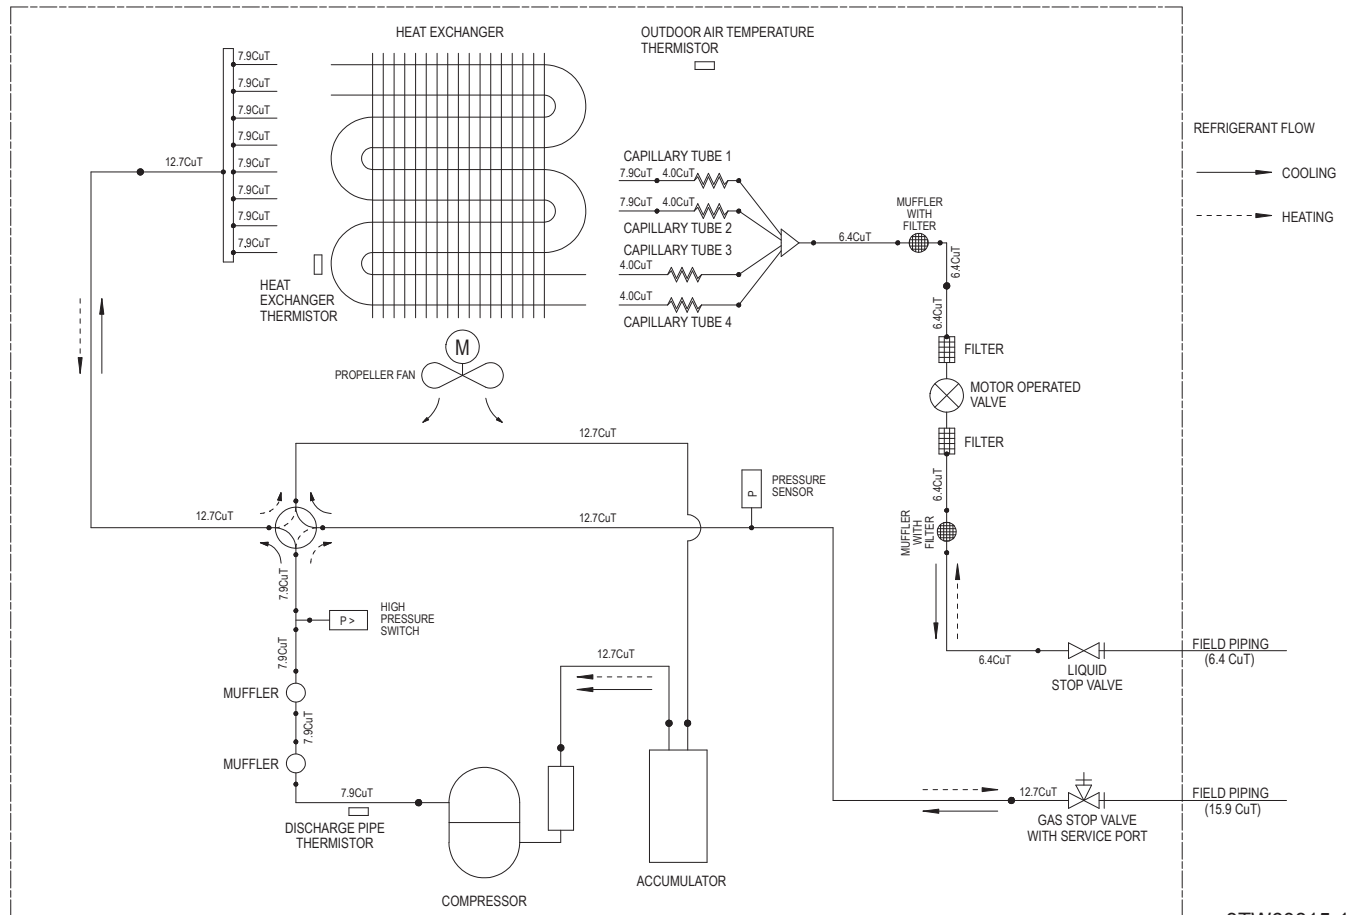 HEAT EXCHANGER
OUTDOOR AIR TEMPERATURE
THERMISTOR
7.9CuT
7.9CuT
7.9CuT
7.9CuT
7.9CuT
7.9CuT
7.9CuT
7.9CuT
12.7CuT
REFRIGERANT FLOW
COOLING
HEATING
CAPILLARY TUBE 1
7.9CuT 4.0CuT
7.9CuT 4.0CuT
CAPILLARY TUBE 2
CAPILLARY TUBE 3
4.0CuT
4.0CuT
CAPILLARY TUBE 4
MUFFLER
WITH
FILTER
6.4CuT
6.4CuT
6.4CuT
HEAT
EXCHANGER
THERMISTOR
FILTER
M
PROPELLER FAN
MOTOR OPERATED
VALVE
FILTER
12.7CuT
6.4CuT
P
PRESSURE
SENSOR
12.7CuT
12.7CuT
MUFFLER
WITH
FILTER
7.9CuT
P >
HIGH
PRESSURE
SWITCH
7.9CuT
12.7CuT
6.4CuT
LIQUID
STOP VALVE
FIELD PIPING
(6.4 CuT)
MUFFLER
7.9CuT
MUFFLER
7.9CuT
DISCHARGE PIPE
THERMISTOR
COMPRESSOR
ACCUMULATOR
12.7CuT
GAS STOP VALVE
WITH SERVICE PORT
FIELD PIPING
(15.9 CuT)